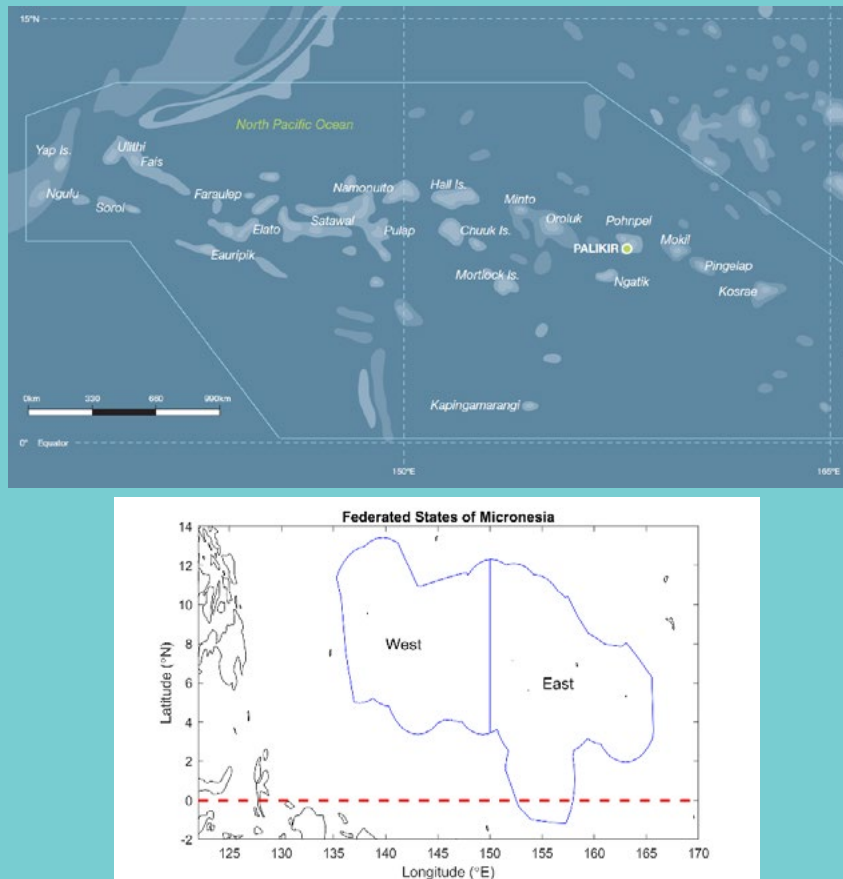 15°N
North Pacific Ocean
Yap Is.
Ulithi
Fais
Ngulu
Sorol
Faraulep
Namonuito
Hall Is.
Minto
Elato
Satawal
Pulap
Chuuk Is.
Oroluk
Pohnpei
PALIKIR
Mokil
Eauripik
Mortlock Is.
Ngatik
Pingelap
Kosrae
Kapingamarangi
0km 330 660 990km
0° Equator
150°E
165°E
Federated States of Micronesia
14
12
10
8
6
4
2
0
-2
Latitude (°N)
West
East
125 130 135 140 145 150 155 160 165 170
Longitude (°E)